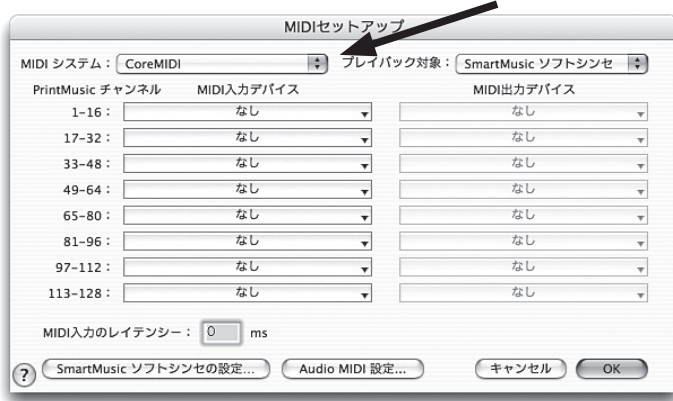 MIDIセットアップ
MIDI システム： CoreMIDI プレイバック対象： SmartMusic ソフトシンセ
PrintMusic チャンネル MIDI入力デバイス MIDI出力デバイス
1–16： なし なし
17–32： なし なし
33–48： なし なし
49–64： なし なし
65–80： なし なし
81–96： なし なし
97–112： なし なし
113–128： なし なし
MIDI入力のレイテンシー： 0 ms
? SmartMusic ソフトシンセの設定... Audio MIDI 設定... キャンセル OK